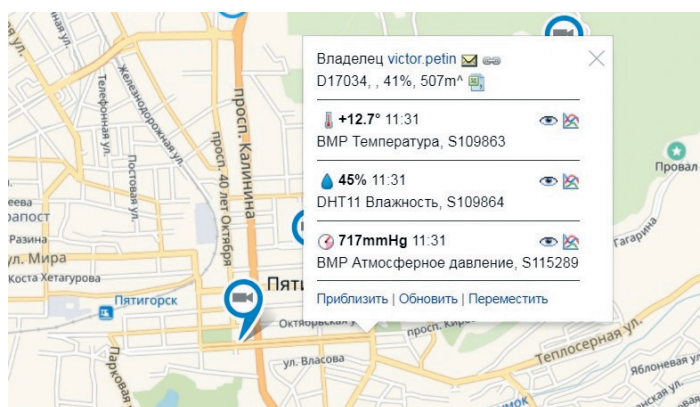 Владелец victor.petin
D17034, , 41%, 507m^
+12.7° 11:31
BMP Температура, S109863
45% 11:31
DHT11 Влажность, S109864
717mmHg 11:31
BMP Атмосферное давление, S115289
Приблизить | Обновить | Переместить
Железнодорожная ул.
Телефонная ул.
Постовая ул.
просп. Калинина
просп. 40 лет Октября
Разина
ул. Мира
Коста Хетагурова
Пятигорск
Пяти
Октябрьская у
просп. Киро
ул. Власова
Парковая ул.
Теплосерная ул.
Гагарина
Провал
Яблоневая ул.